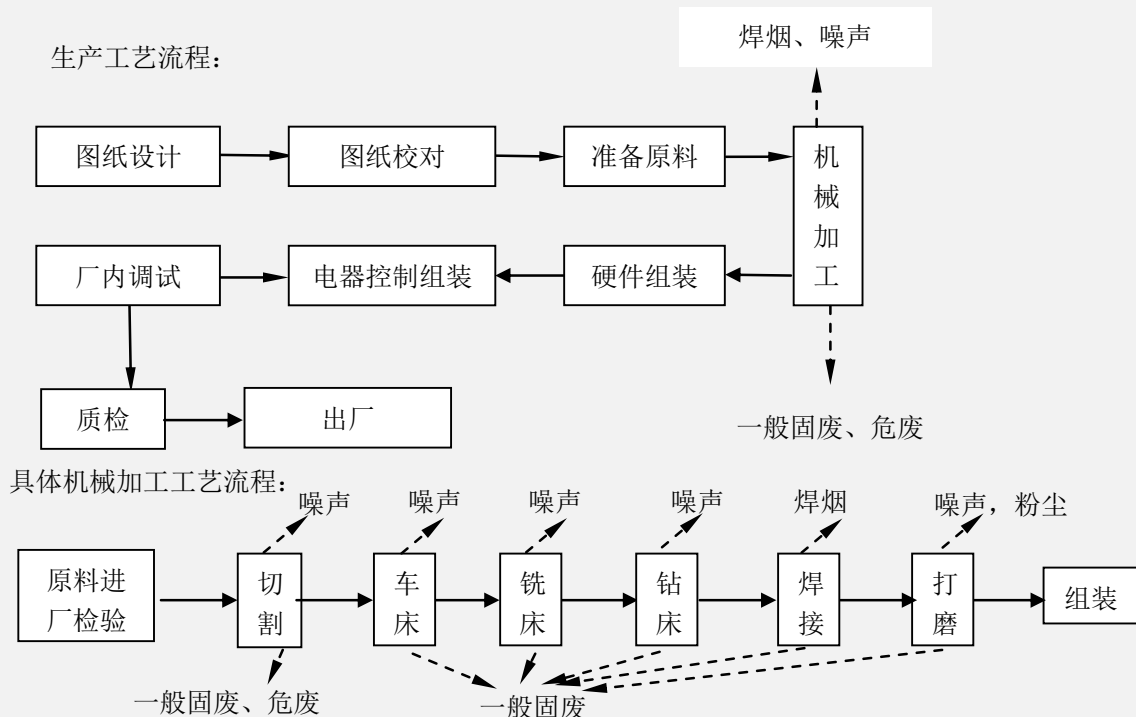 焊烟、噪声
生产工艺流程：
图纸设计
图纸校对
准备原料
机械加工
厂内调试
电器控制组装
硬件组装
质检
出厂
一般固废、危废
具体机械加工工艺流程：
噪声
噪声
噪声
噪声
焊烟
噪声，粉尘
原料进
厂检验
切割
车床
铣床
钻床
焊接
打磨
组装
一般固废、危废
一般固废